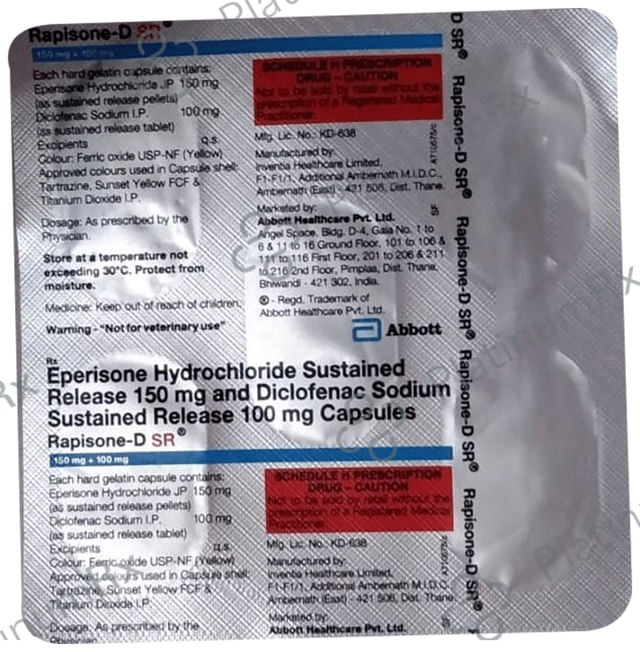 Rapisone-D SR®
150 mg + 100 mg
Each hard gelatin capsule contains:
Eperisone Hydrochloride JP 150 mg
(as sustained release pellets)
Diclofenac Sodium I.P. 100 mg
(as sustained release tablet)
Excipients q.s.
Colour: Ferric oxide USP-NF (Yellow)
Approved colours used in Capsule shell:
Tartrazine, Sunset Yellow FCF &
Titanium Dioxide I.P.
Dosage: As prescribed by the
Physician.
Store at a temperature not
exceeding 30°C. Protect from
moisture.
Medicine: Keep out of reach of children.
Warning - "Not for veterinary use"
SCHEDULE H PRESCRIPTION
DRUG – CAUTION
Not to be sold by retail without the
prescription of a Registered Medical
Practitioner.
Mfg. Lic. No.: KD-638
Manufactured by:
Inventia Healthcare Limited,
F1-F1/1, Additional Ambernath M.I.D.C.,
Ambernath (East) - 421 506, Dist. Thane.
Marketed by:
Abbott Healthcare Pvt. Ltd.
Angel Space, Bldg. D-4, Gala No. 1 to
6 & 11 to 16 Ground Floor, 101 to 106 &
111 to 116 First Floor, 201 to 206 & 211
to 216 2nd Floor, Pimplas, Dist. Thane,
Bhiwandi - 421 302, India.
® - Regd. Trademark of
Abbott Healthcare Pvt. Ltd.
Abbott
Rx
Eperisone Hydrochloride Sustained
Release 150 mg and Diclofenac Sodium
Sustained Release 100 mg Capsules
Rapisone-D SR®
150 mg + 100 mg
Each hard gelatin capsule contains:
Eperisone Hydrochloride JP 150 mg
(as sustained release pellets)
Diclofenac Sodium I.P. 100 mg
(as sustained release tablet)
Excipients q.s.
Colour: Ferric oxide USP-NF (Yellow)
Approved colours used in Capsule shell:
Tartrazine, Sunset Yellow FCF &
Titanium Dioxide I.P.
Dosage: As prescribed by the
Physician.
SCHEDULE H PRESCRIPTION
DRUG – CAUTION
Not to be sold by retail without the
prescription of a Registered Medical
Practitioner.
Mfg. Lic. No.: KD-638
Manufactured by:
Inventia Healthcare Limited,
F1-F1/1, Additional Ambernath M.I.D.C.,
Ambernath (East) - 421 506, Dist. Thane.
Marketed by:
Abbott Healthcare Pvt. Ltd.
D SR®
Rapisone-D SR®
Rapisone-D SR®
Rapisone-D SR®
Rapisone-D SR®